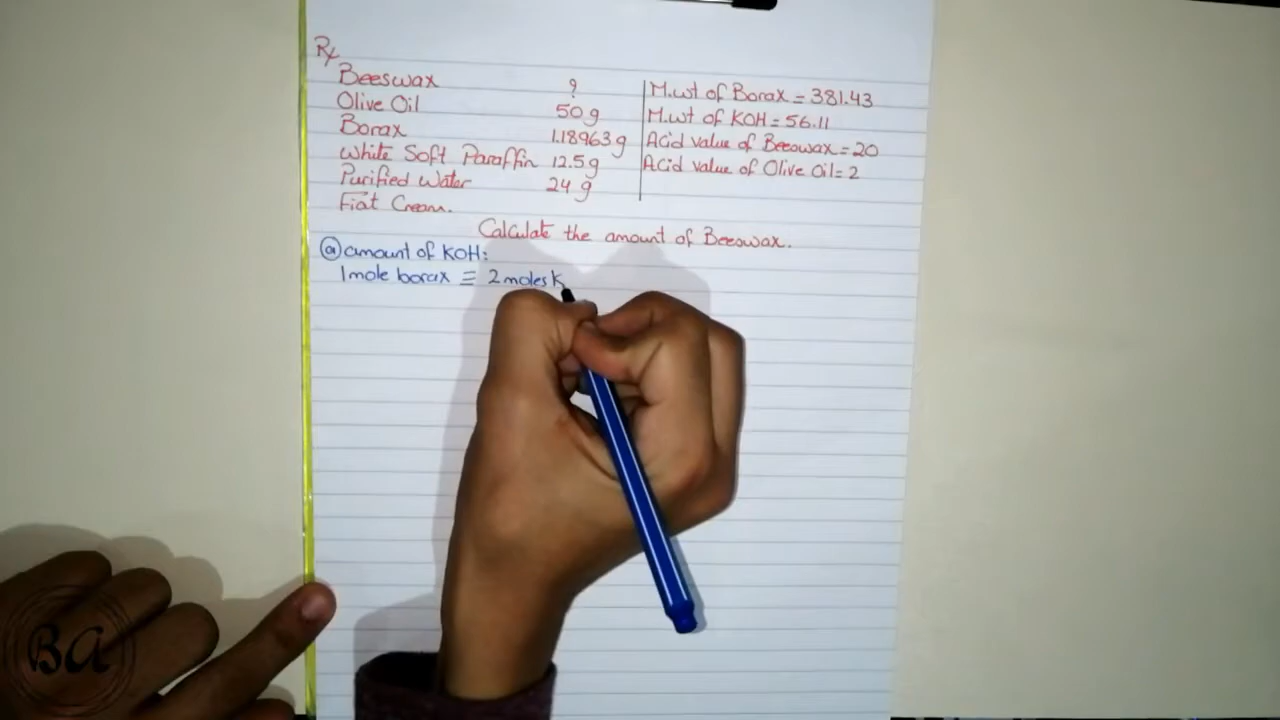 Rx
Beeswax ?
Olive Oil 50 g
Borax 1.18963 g
White Soft Paraffin 12.5 g
Purified Water 24 g
Fiat Cream.
M.wt of Borax = 381.43
M.wt of KOH = 56.11
Acid value of Beeswax = 20
Acid value of Olive Oil = 2
Calculate the amount of Beeswax.
ⓐ amount of KOH:
1 mole borax ≡ 2 moles K
BA